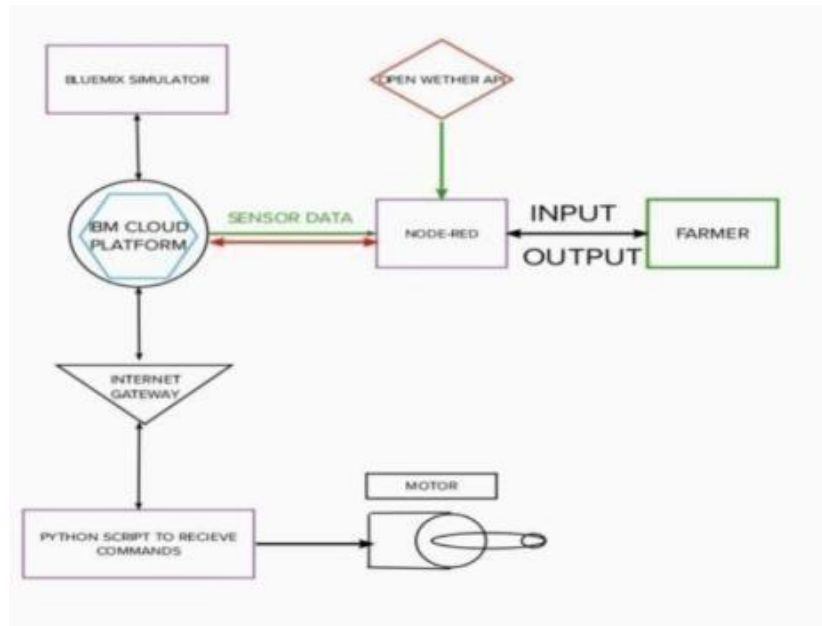 BLUEMIX SIMULATOR
OPEN WETHER API
IBM CLOUD
PLATFORM
SENSOR DATA
NODE-RED
INPUT
OUTPUT
FARMER
INTERNET
GATEWAY
MOTOR
PYTHON SCRIPT TO RECIEVE
COMMANDS